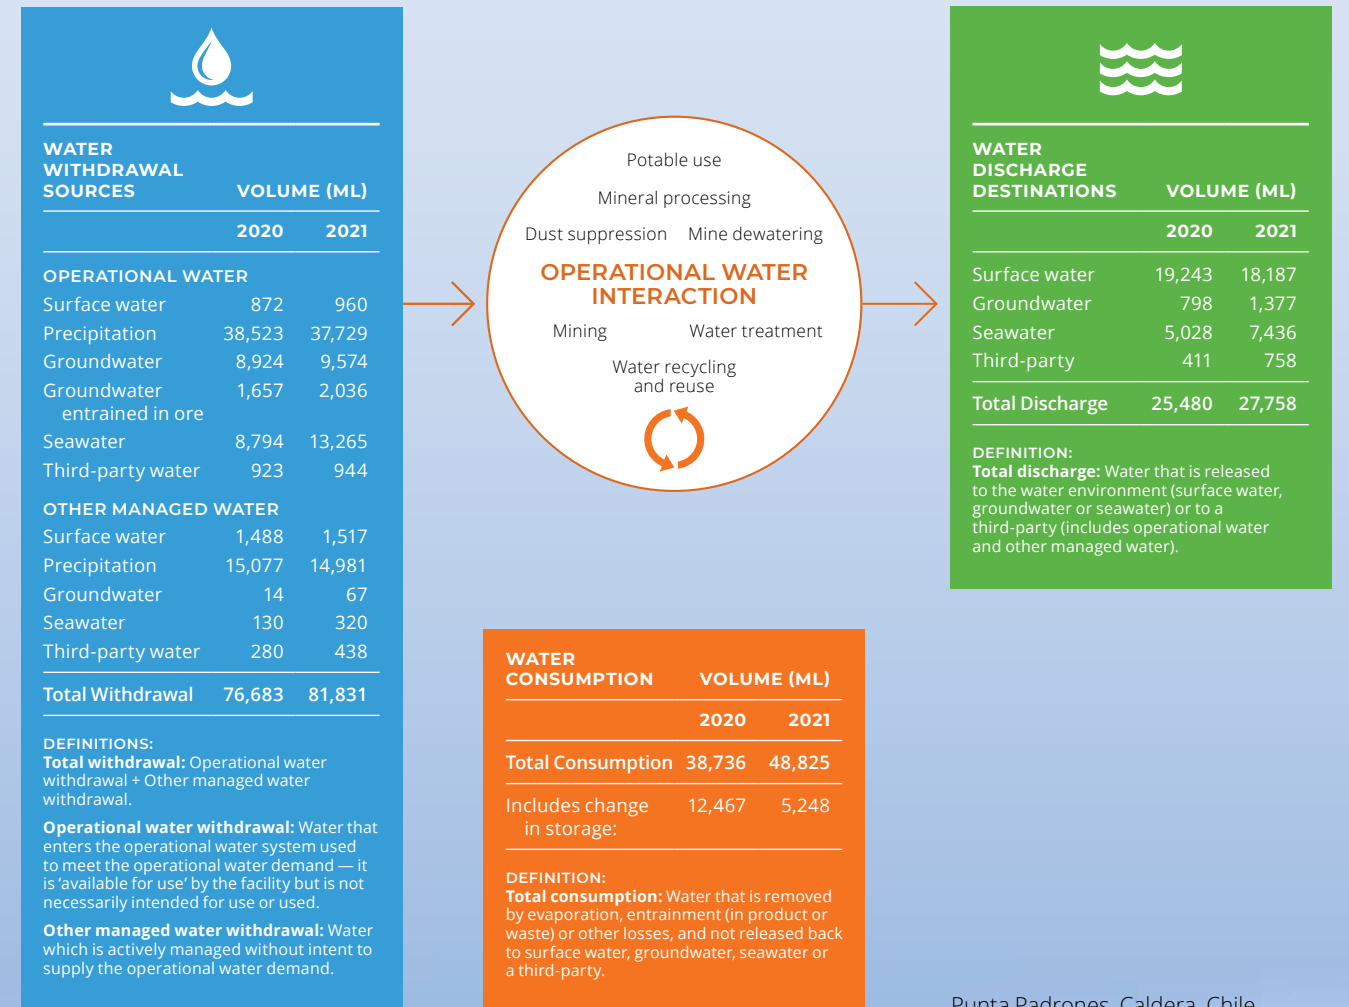 WATER
WITHDRAWAL
SOURCES VOLUME (ML)
2020 2021
OPERATIONAL WATER
Surface water 872 960
Precipitation 38,523 37,729
Groundwater 8,924 9,574
Groundwater 1,657 2,036
entrained in ore
Seawater 8,794 13,265
Third-party water 923 944
OTHER MANAGED WATER
Surface water 1,488 1,517
Precipitation 15,077 14,981
Groundwater 14 67
Seawater 130 320
Third-party water 280 438
Total Withdrawal 76,683 81,831
DEFINITIONS:
Total withdrawal: Operational water
withdrawal + Other managed water
withdrawal.
Operational water withdrawal: Water that
enters the operational water system used
to meet the operational water demand — it
is ‘available for use’ by the facility but is not
necessarily intended for use or used.
Other managed water withdrawal: Water
which is actively managed without intent to
supply the operational water demand.
Potable use
Mineral processing
Dust suppression Mine dewatering
OPERATIONAL WATER
INTERACTION
Mining Water treatment
Water recycling
and reuse
WATER
CONSUMPTION VOLUME (ML)
2020 2021
Total Consumption 38,736 48,825
Includes change 12,467 5,248
in storage:
DEFINITION:
Total consumption: Water that is removed
by evaporation, entrainment (in product or
waste) or other losses, and not released back
to surface water, groundwater, seawater or
a third-party.
WATER
DISCHARGE
DESTINATIONS VOLUME (ML)
2020 2021
Surface water 19,243 18,187
Groundwater 798 1,377
Seawater 5,028 7,436
Third-party 411 758
Total Discharge 25,480 27,758
DEFINITION:
Total discharge: Water that is released
to the water environment (surface water,
groundwater or seawater) or to a
third-party (includes operational water
and other managed water).
Punta Padrones, Caldera, Chile